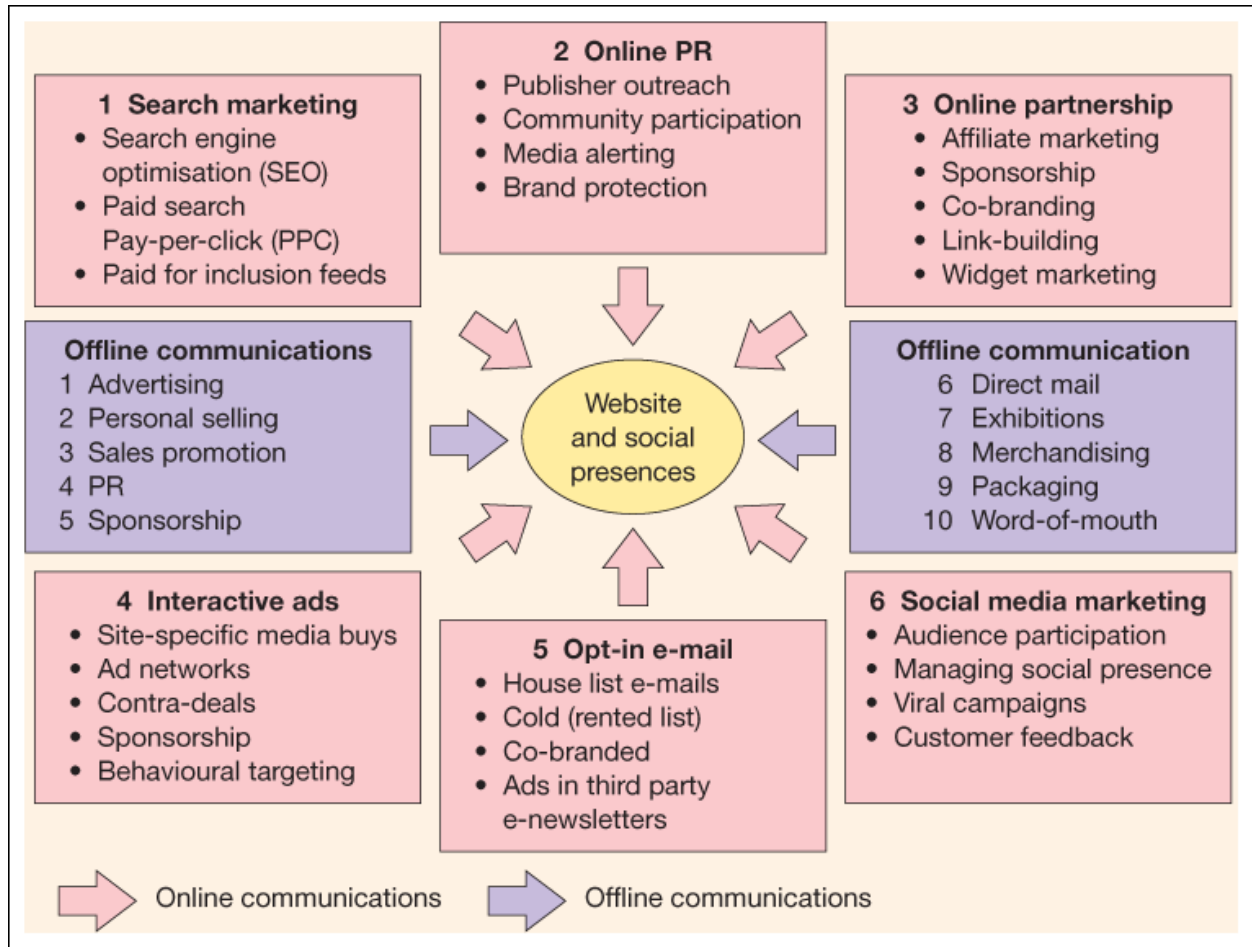 1 Search marketing
• Search engine
optimisation (SEO)
• Paid search
Pay-per-click (PPC)
• Paid for inclusion feeds
2 Online PR
• Publisher outreach
• Community participation
• Media alerting
• Brand protection
3 Online partnership
• Affiliate marketing
• Sponsorship
• Co-branding
• Link-building
• Widget marketing
Offline communications
1 Advertising
2 Personal selling
3 Sales promotion
4 PR
5 Sponsorship
Website
and social
presences
Offline communication
6 Direct mail
7 Exhibitions
8 Merchandising
9 Packaging
10 Word-of-mouth
4 Interactive ads
• Site-specific media buys
• Ad networks
• Contra-deals
• Sponsorship
• Behavioural targeting
5 Opt-in e-mail
• House list e-mails
• Cold (rented list)
• Co-branded
• Ads in third party
e-newsletters
6 Social media marketing
• Audience participation
• Managing social presence
• Viral campaigns
• Customer feedback
Online communications
Offline communications